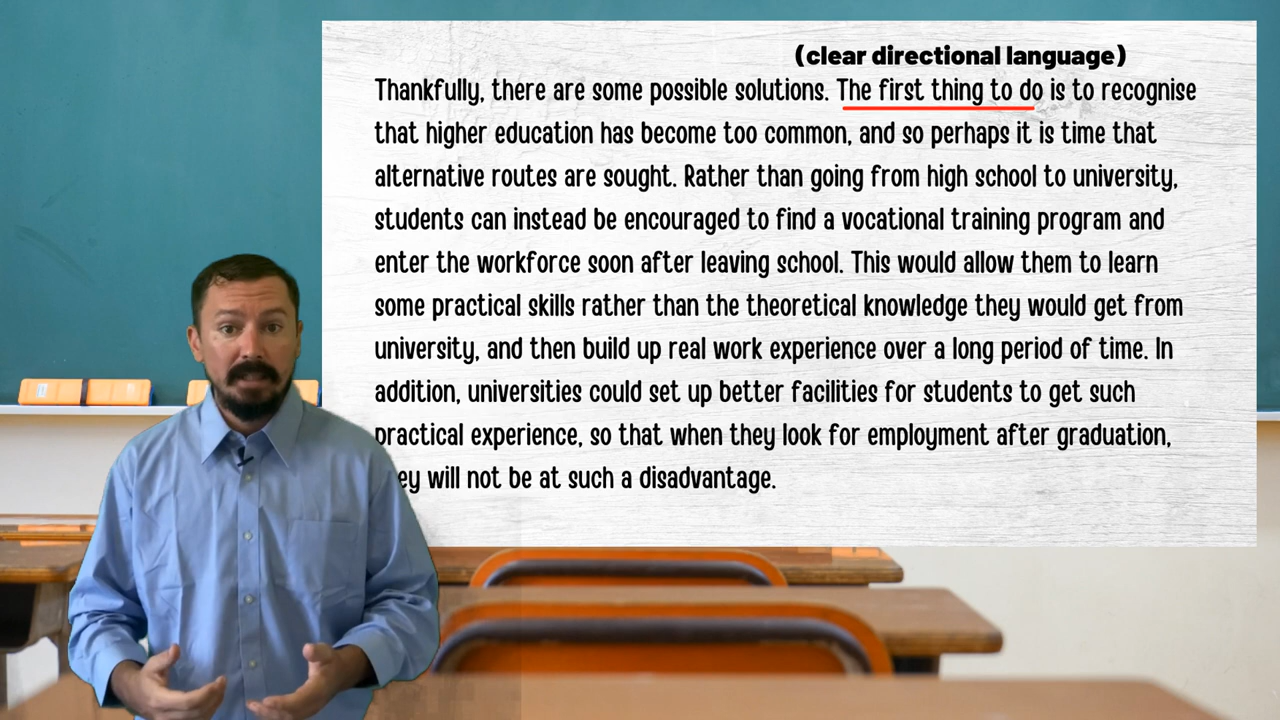 (clear directional language)
Thankfully, there are some possible solutions. The first thing to do is to recognise
that higher education has become too common, and so perhaps it is time that
alternative routes are sought. Rather than going from high school to university,
students can instead be encouraged to find a vocational training program and
enter the workforce soon after leaving school. This would allow them to learn
some practical skills rather than the theoretical knowledge they would get from
university, and then build up real work experience over a long period of time. In
addition, universities could set up better facilities for students to get such
practical experience, so that when they look for employment after graduation,
they will not be at such a disadvantage.